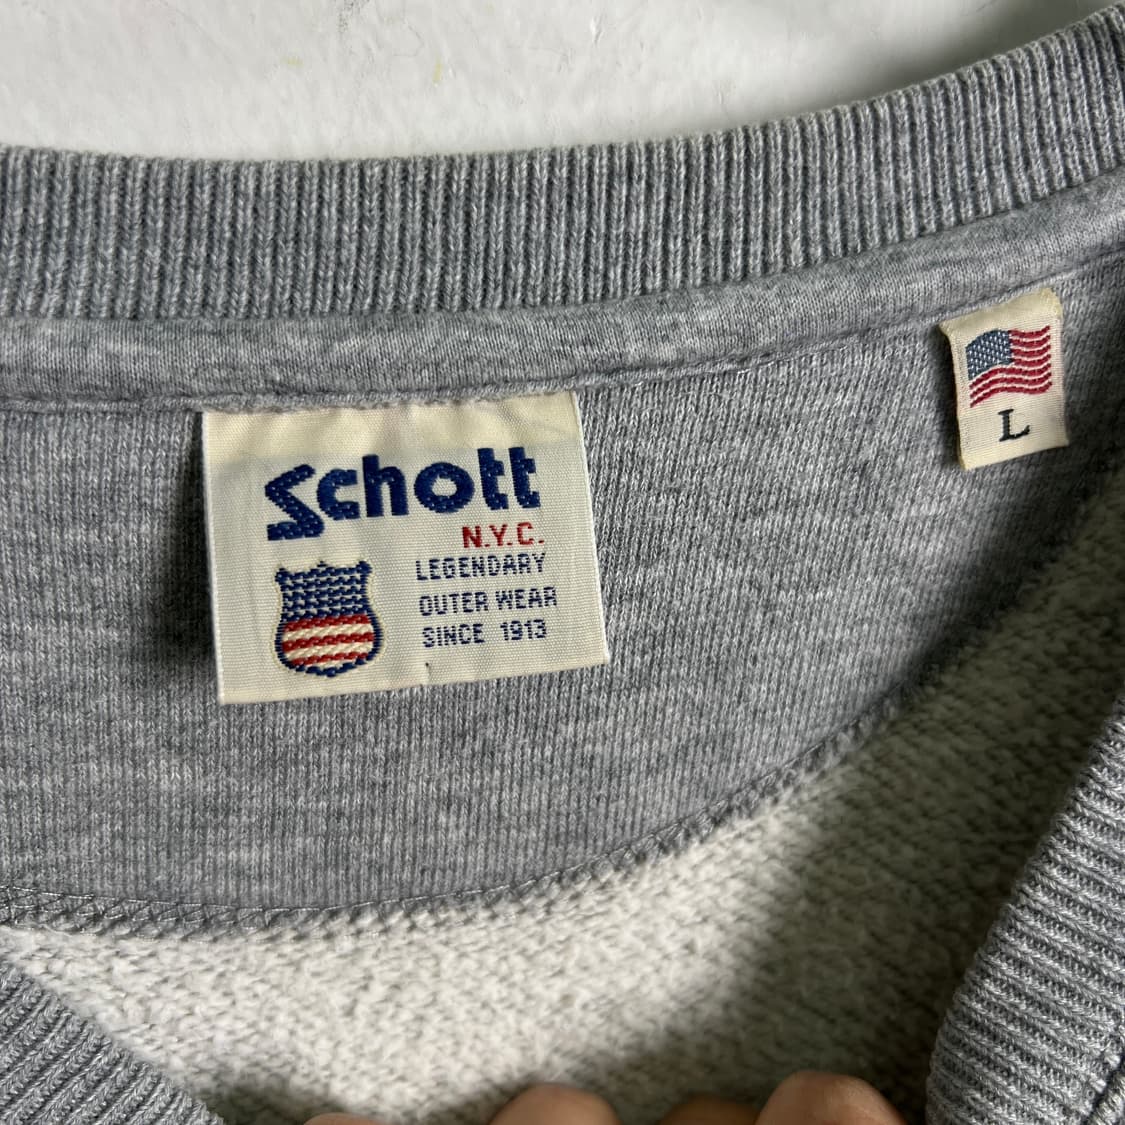 Schott
N.Y.C.
LEGENDARY
OUTER WEAR
SINCE 1913
L